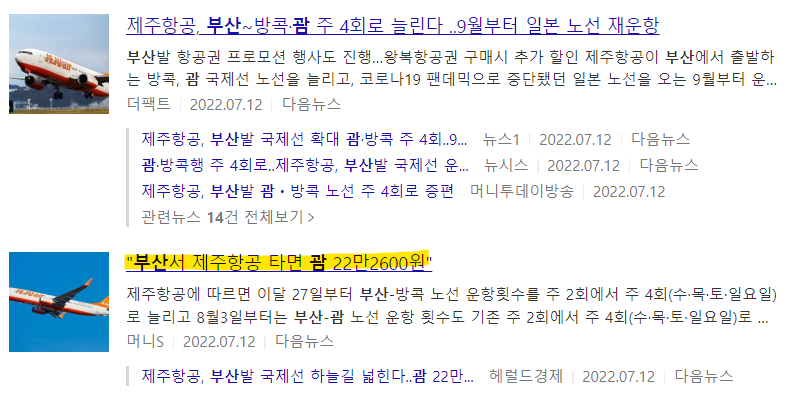 제주항공, 부산~방콕·괌 주 4회로 늘린다 ..9월부터 일본 노선 재운항
부산발 항공권 프로모션 행사도 진행...왕복항공권 구매시 추가 할인 제주항공이 부산에서 출발하
는 방콕, 괌 국제선 노선을 늘리고, 코로나19 팬데믹으로 중단됐던 일본 노선을 오는 9월부터 운...
더팩트 | 2022.07.12 | 다음뉴스
제주항공, 부산발 국제선 확대 괌·방콕 주 4회..9... 뉴스1 | 2022.07.12 | 다음뉴스
괌·방콕행 주 4회로..제주항공, 부산발 국제선 운... 뉴시스 | 2022.07.12 | 다음뉴스
제주항공, 부산발 괌・방콕 노선 주 4회로 증편 머니투데이방송 | 2022.07.12
관련뉴스 14건 전체보기 >
"부산서 제주항공 타면 괌 22만2600원"
제주항공에 따르면 이달 27일부터 부산-방콕 노선 운항횟수를 주 2회에서 주 4회(수·목·토·일요일)
로 늘리고 8월3일부터는 부산-괌 노선 운항 횟수도 기존 주 2회에서 주 4회(수·목·토·일요일)로 ...
머니S | 2022.07.12 | 다음뉴스
제주항공, 부산발 국제선 하늘길 넓힌다..괌 22만... 헤럴드경제 | 2022.07.12 | 다음뉴스